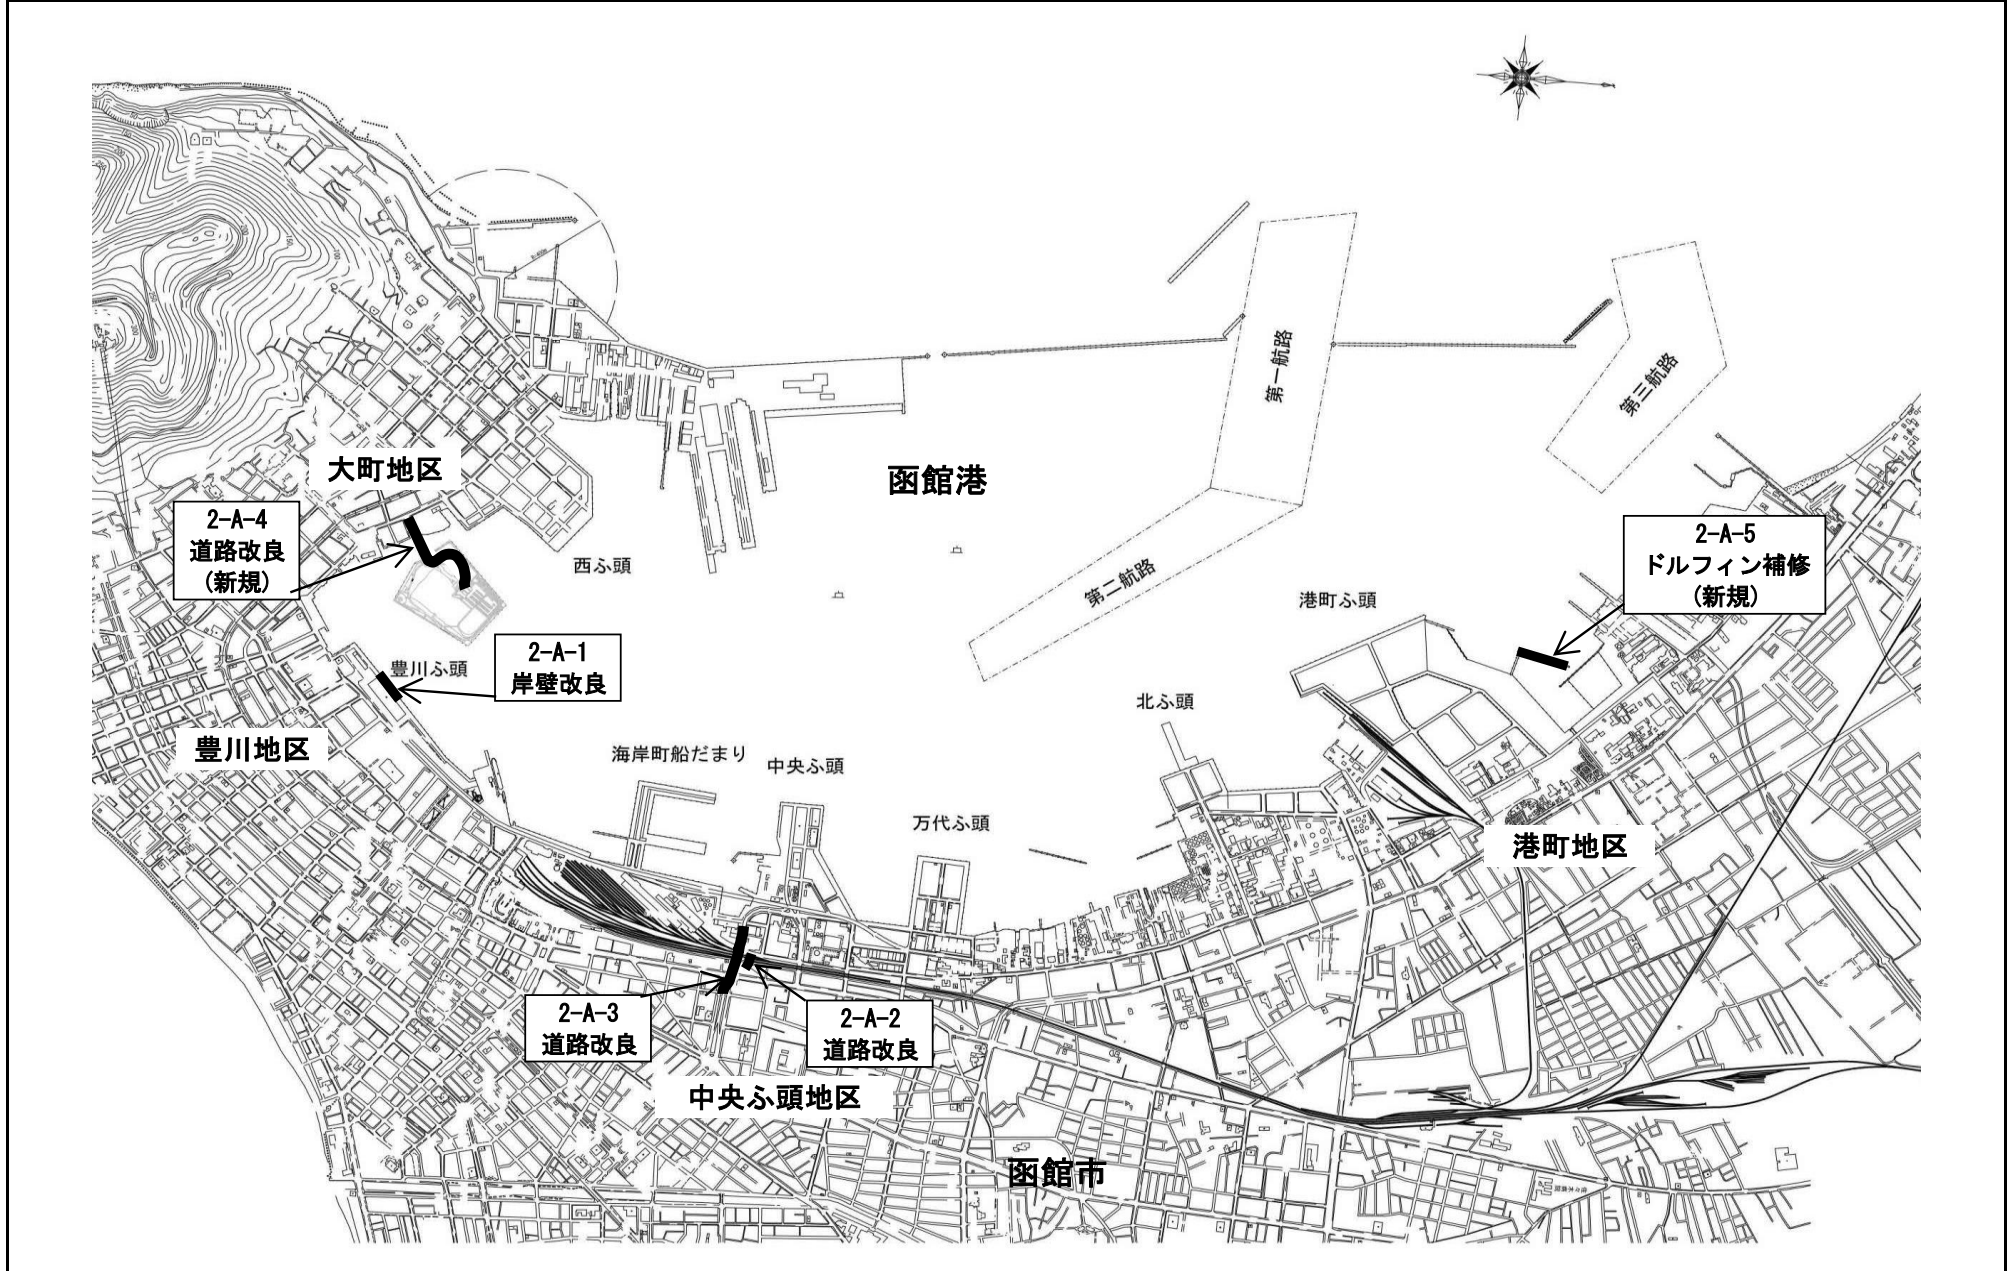 第一航路
第三航路
大町地区
函館港
2-A-4
道路改良
(新規)
西ふ頭
第二航路
2-A-5
ドルフィン補修
(新規)
港町ふ頭
2-A-1
岸壁改良
豊川ふ頭
北ふ頭
豊川地区
海岸町船だまり
中央ふ頭
万代ふ頭
港町地区
2-A-3
道路改良
2-A-2
道路改良
中央ふ頭地区
函館市